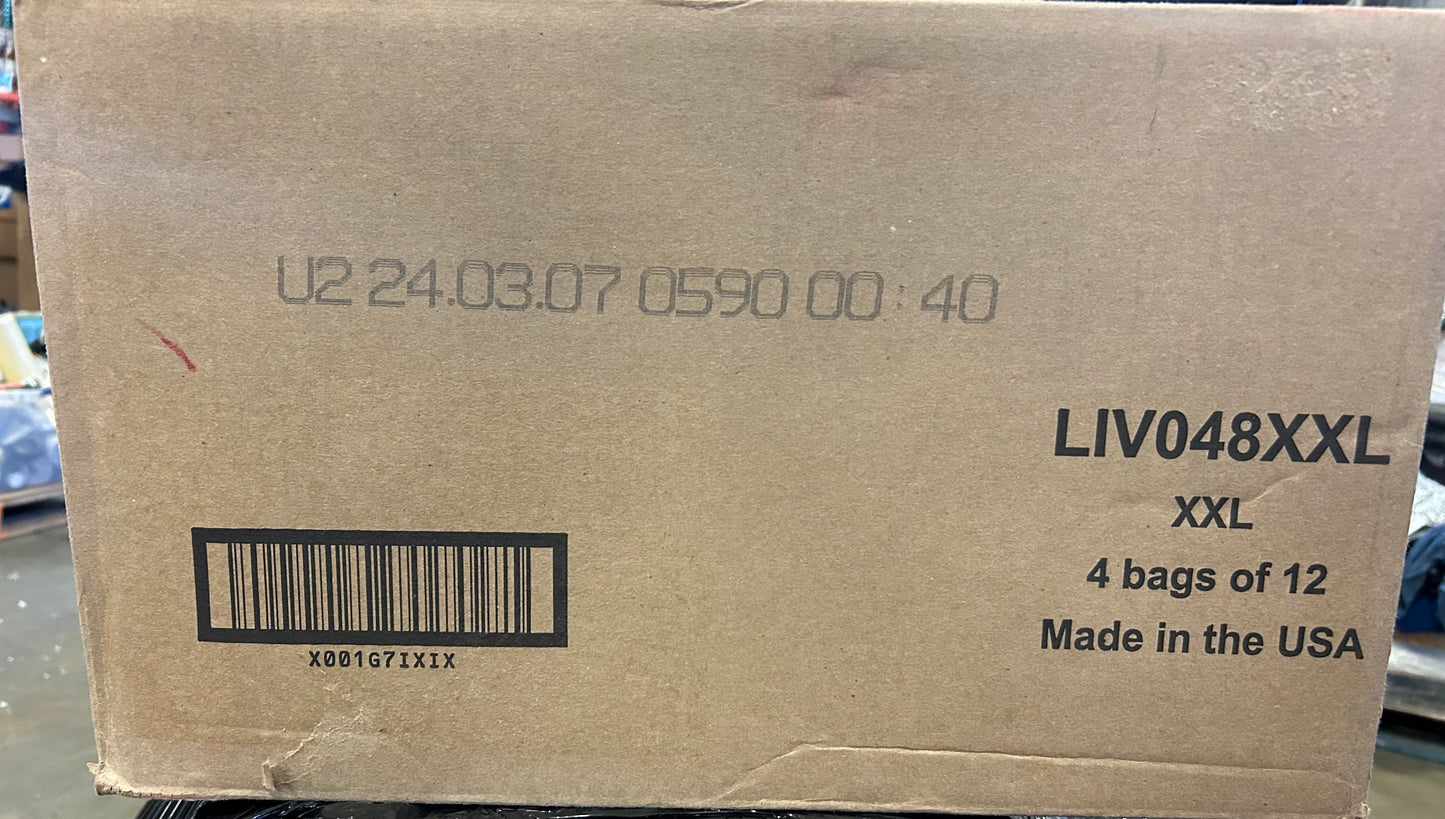 U2 24.03.07 0590 00:40
LIV048XXL
XXL
4 bags of 12
Made in the USA
X001G7IXIX